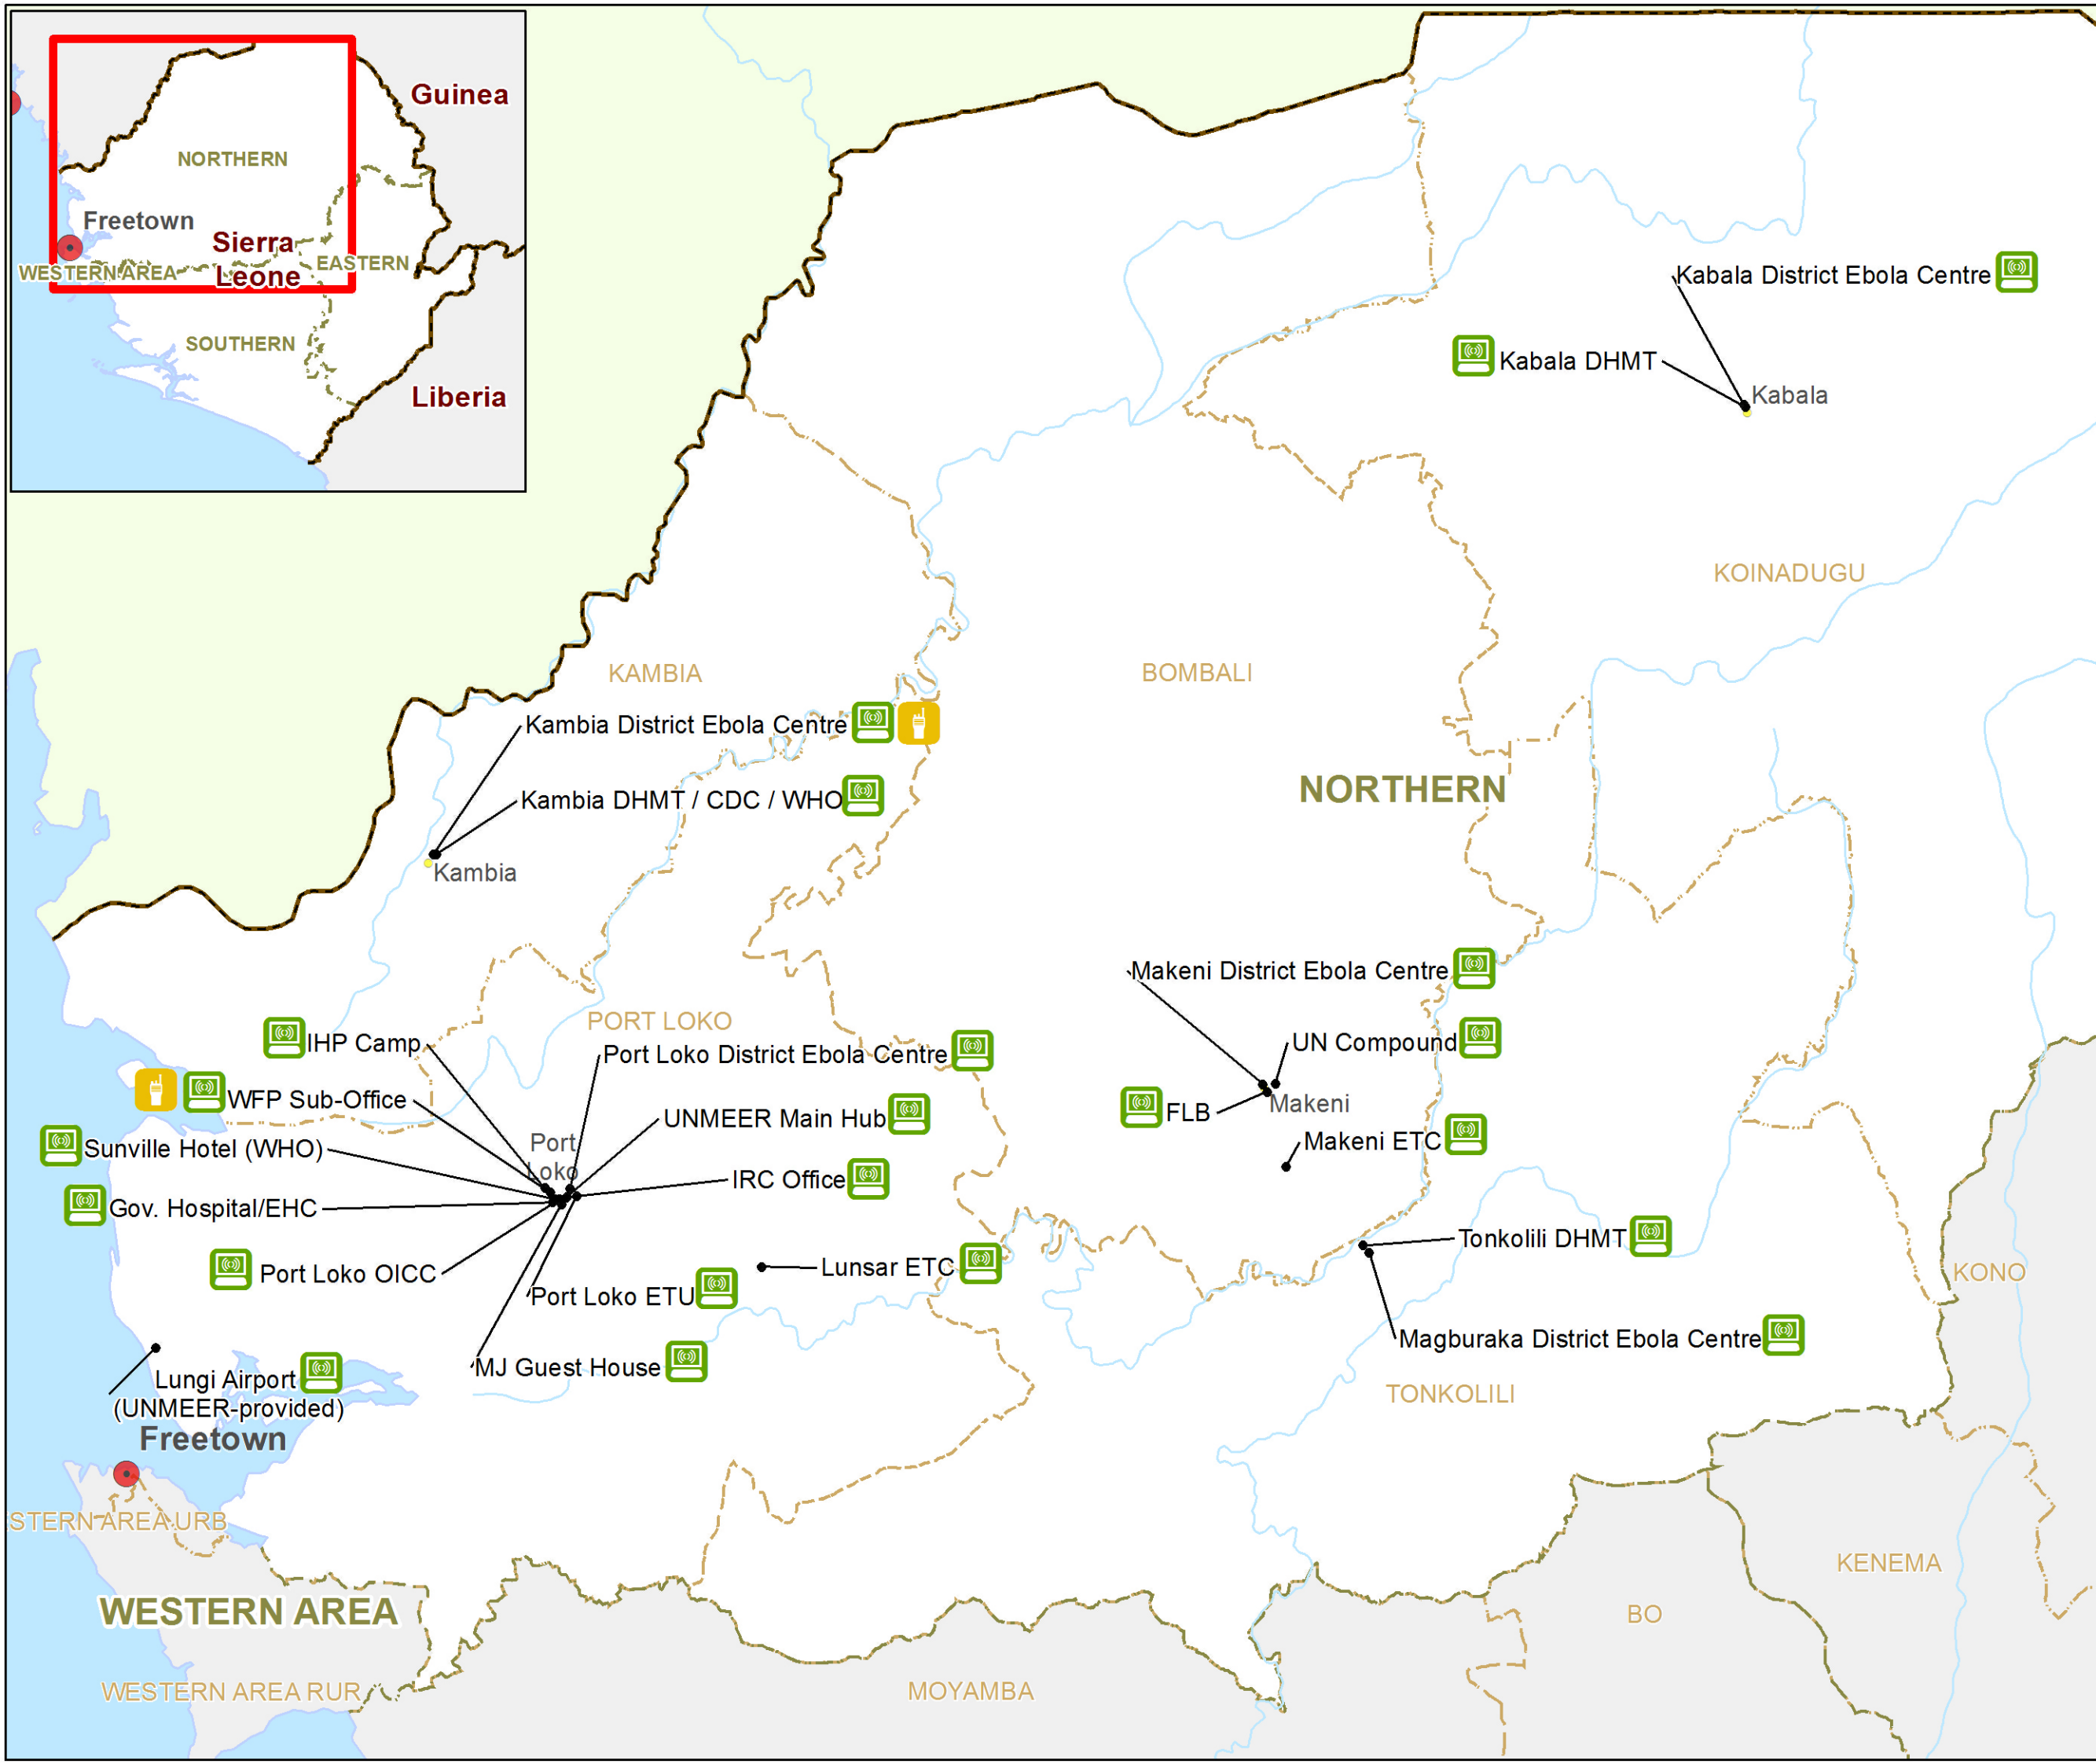 Guinea
NORTHERN
Freetown
Sierra
Leone
WESTERN AREA
EASTERN
SOUTHERN
Liberia
Kabala District Ebola Centre
Kabala DHMT
Kabala
KOINADUGU
KAMBIA
BOMBALI
Kambia District Ebola Centre
NORTHERN
Kambia DHMT / CDC / WHO
Kambia
Makeni District Ebola Centre
PORT LOKO
IHP Camp
Port Loko District Ebola Centre
UN Compound
WFP Sub-Office
Makeni
FLB
UNMEER Main Hub
Sunville Hotel (WHO)
Port
Loko
Makeni ETC
IRC Office
Gov. Hospital/EHC
Tonkolili DHMT
Port Loko OICC
Lunsar ETC
KONO
Port Loko ETU
Magburaka District Ebola Centre
MJ Guest House
Lungi Airport
(UNMEER-provided)
TONKOLILI
Freetown
STERN AREA URB
KENEMA
WESTERN AREA
BO
WESTERN AREA RUR
MOYAMBA